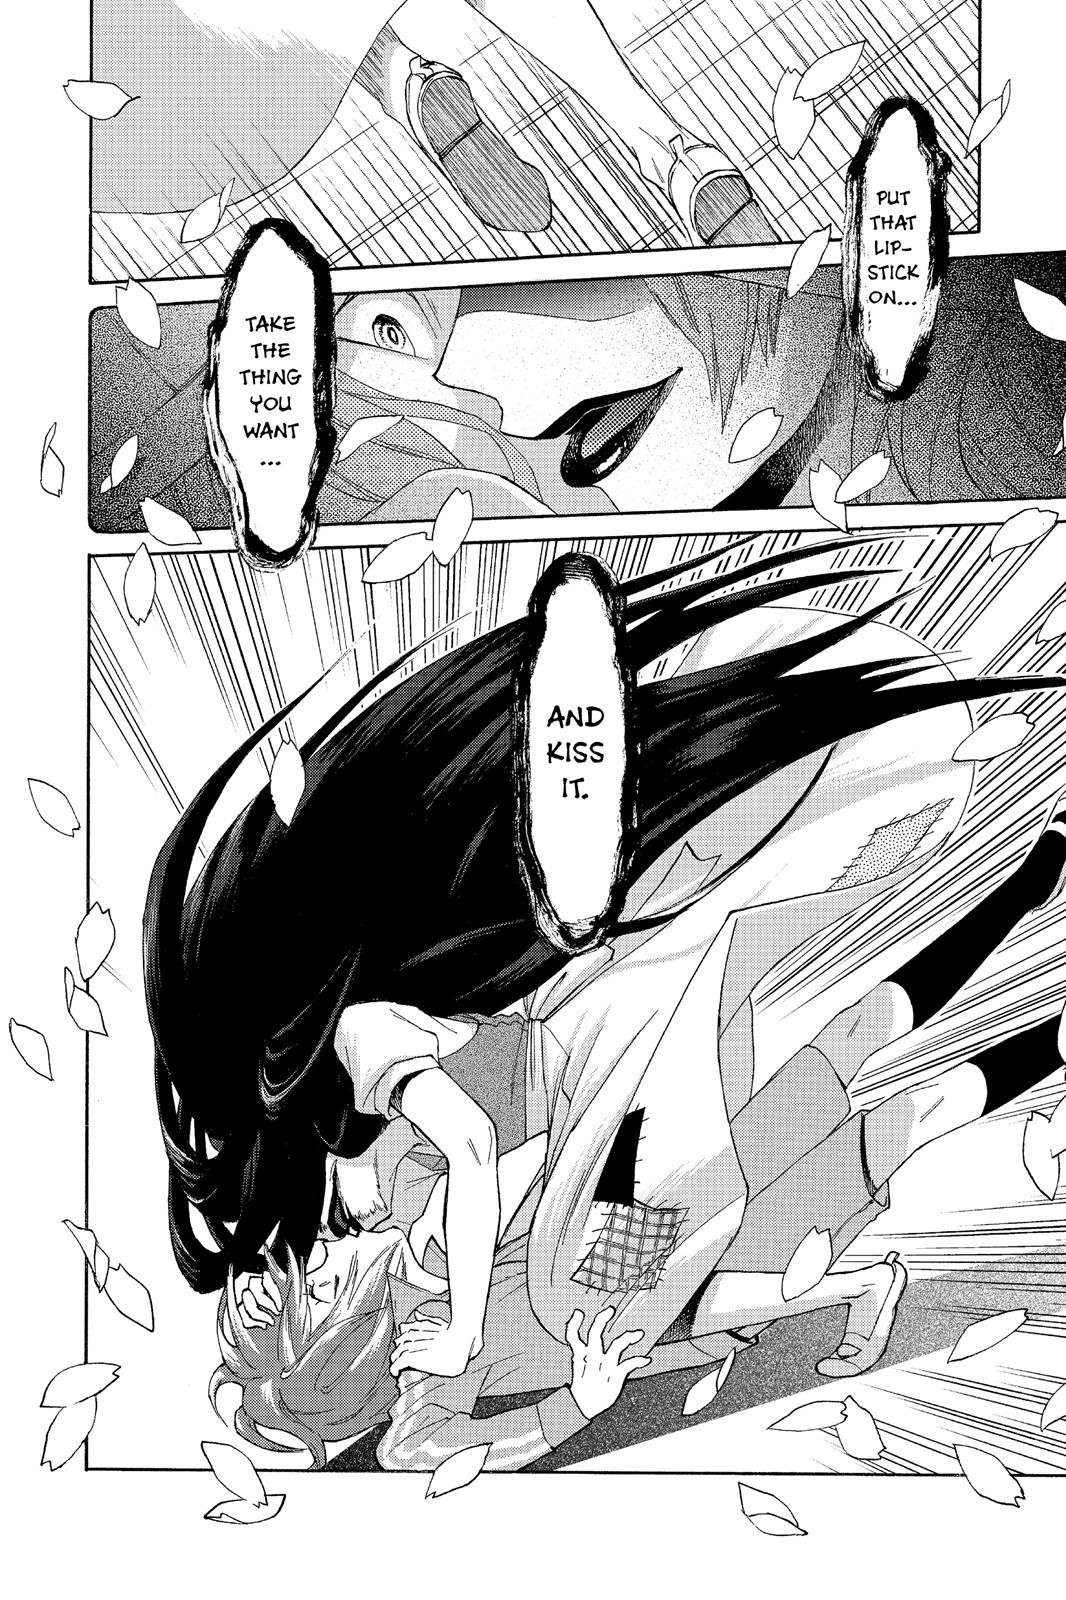 PUT
THAT
LIP-
STICK
ON...
TAKE
THE
THING
YOU
WANT
...
AND
KISS
IT.